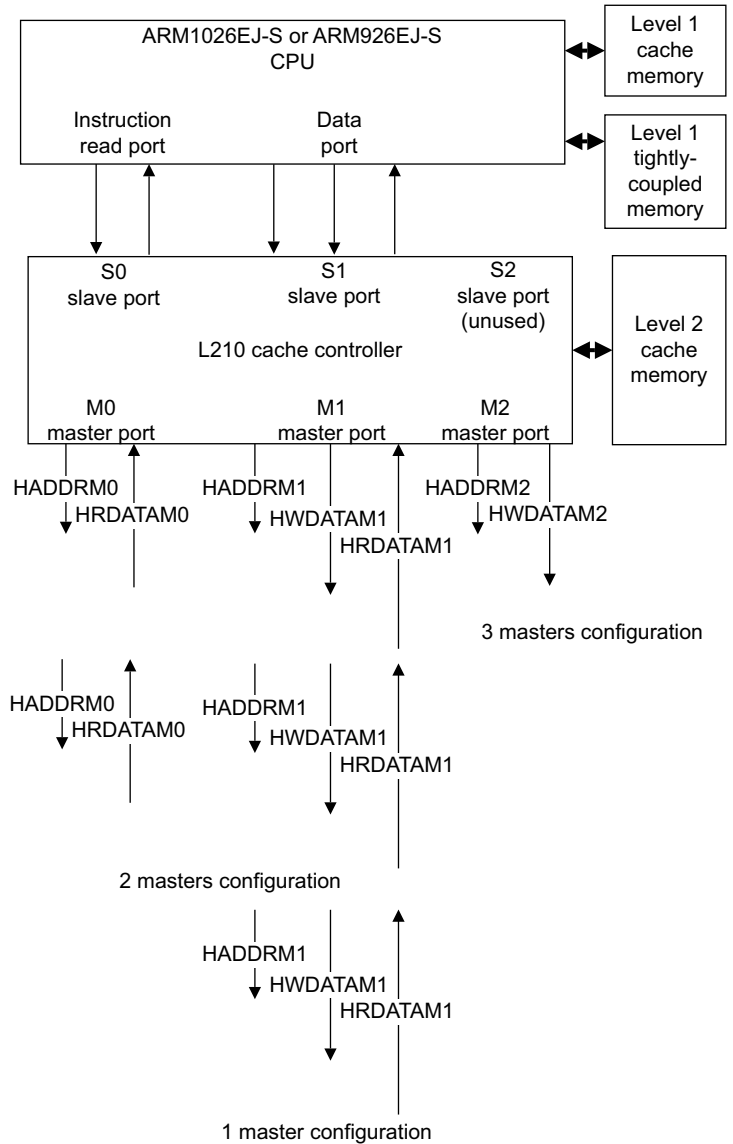 ARM1026EJ-S or ARM926EJ-S
CPU
Instruction
read port
Data
port
Level 1
cache
memory
Level 1
tightly-
coupled
memory
S0
slave port
S1
slave port
S2
slave port
(unused)
L210 cache controller
Level 2
cache
memory
M0
master port
M1
master port
M2
master port
HADDRM0
HRDATAM0
HADDRM1
HWDATAM1
HRDATAM1
HADDRM2
HWDATAM2
3 masters configuration
HADDRM0
HRDATAM0
HADDRM1
HWDATAM1
HRDATAM1
2 masters configuration
HADDRM1
HWDATAM1
HRDATAM1
1 master configuration